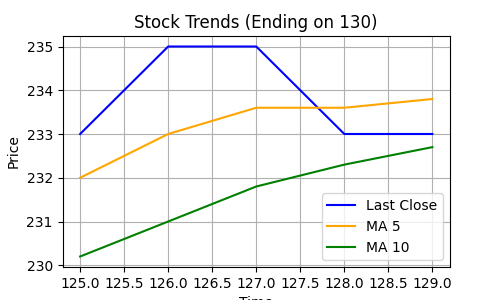 Stock Trends (Ending on 130)
Price
235
234
233
232
231
230
Last Close
MA 5
MA 10
125.0 125.5 126.0 126.5 127.0 127.5 128.0 128.5 129.0
Time